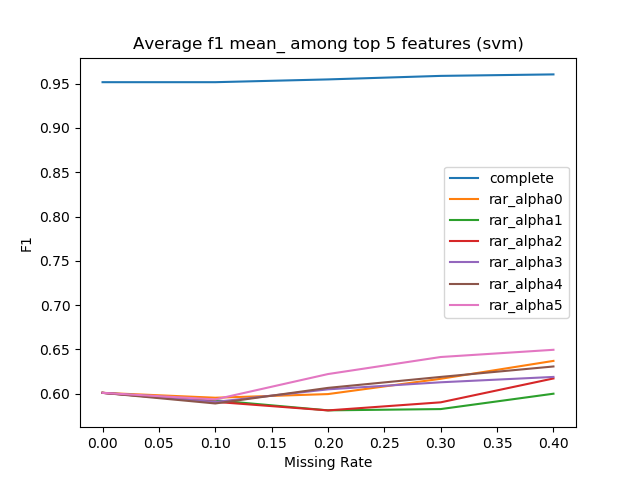 Average f1 mean_ among top 5 features (svm)
0.95
0.90
0.85
0.80
0.75
0.70
0.65
0.60
F1
complete
rar_alpha0
rar_alpha1
rar_alpha2
rar_alpha3
rar_alpha4
rar_alpha5
0.00 0.05 0.10 0.15 0.20 0.25 0.30 0.35 0.40
Missing Rate